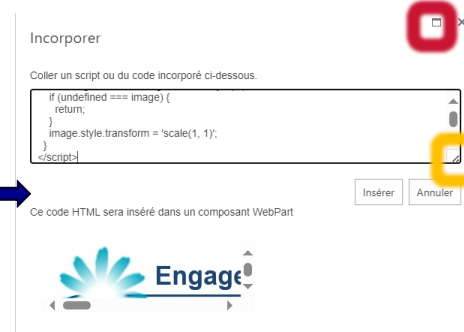 Incorporer
Coller un script ou du code incorporé ci-dessous.
if (undefined === image) {
return;
}
image.style.transform = 'scale(1, 1)';
}
</script>
Insérer Annuler
Ce code HTML sera inséré dans un composant WebPart